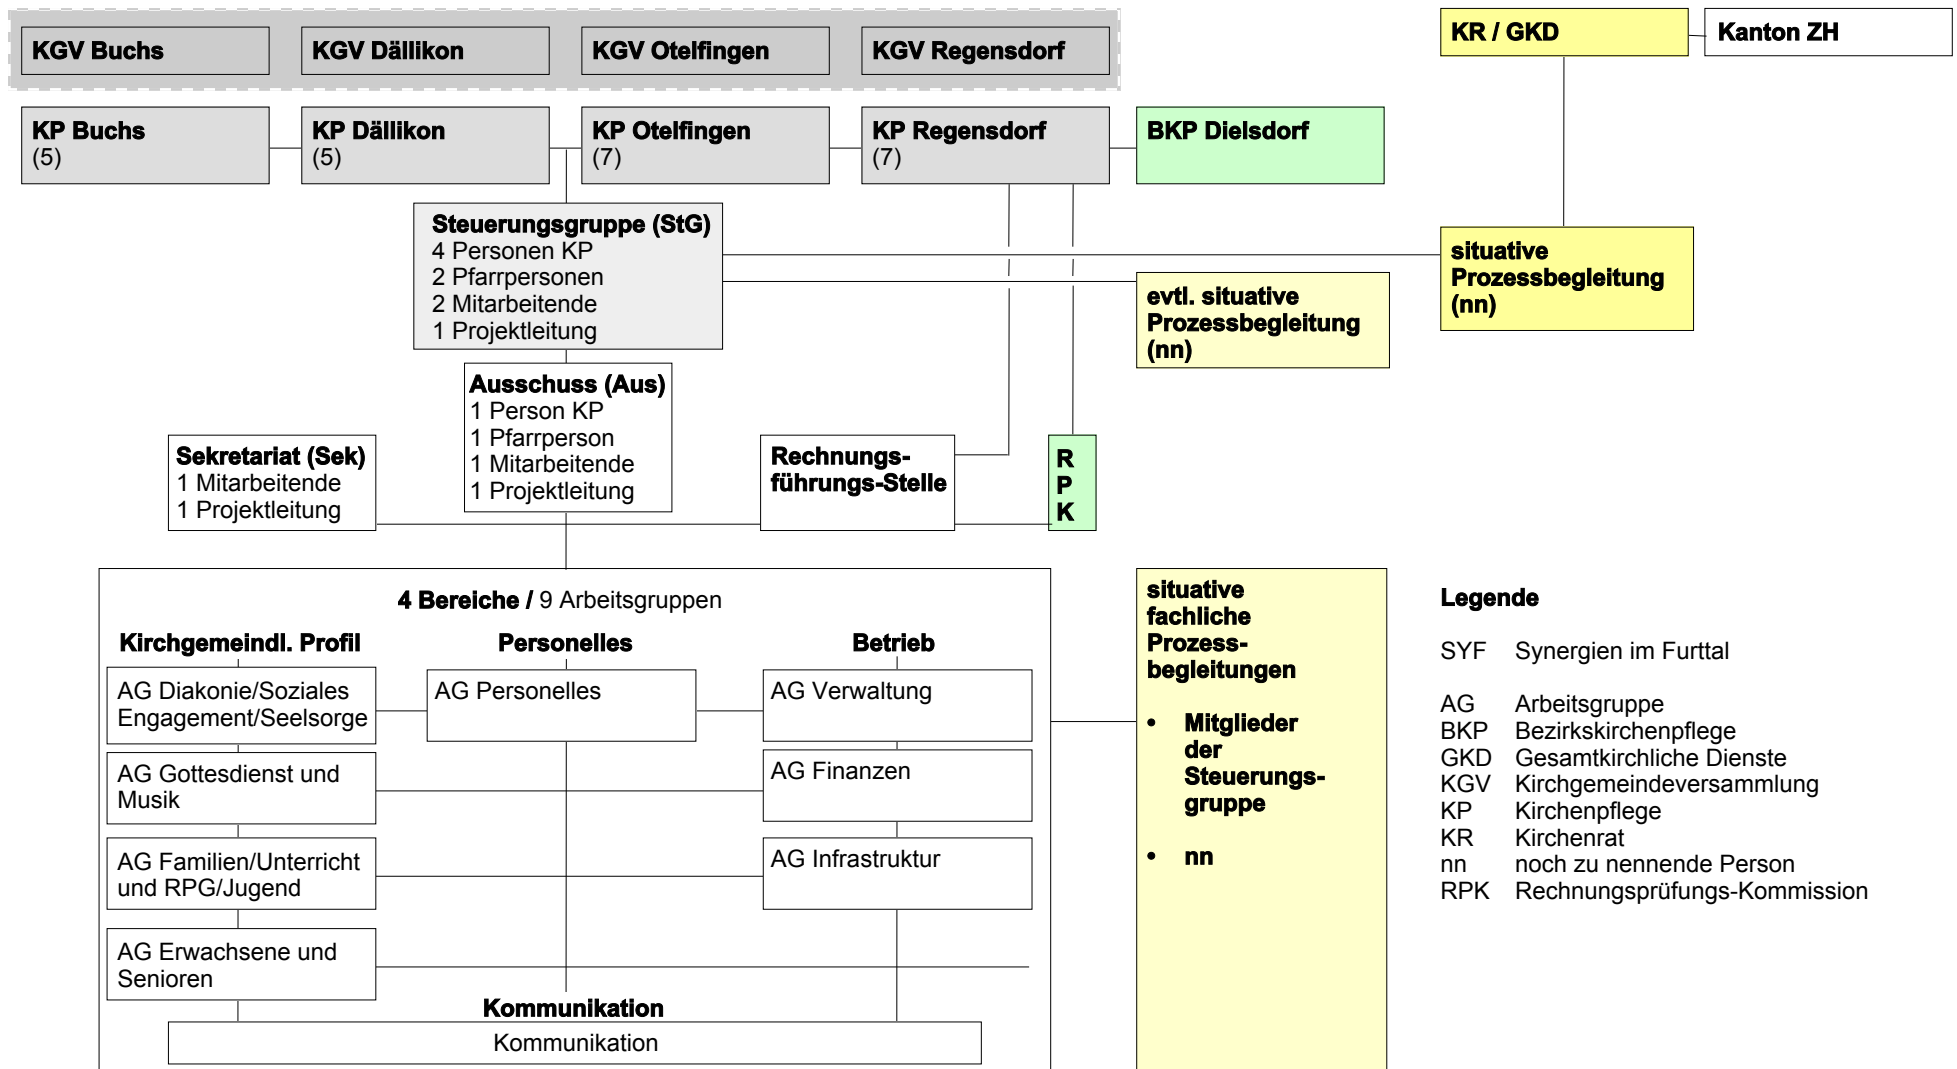 KGV Buchs
KGV Dällikon
KGV Otelfingen
KGV Regensdorf
KR / GKD
Kanton ZH
KP Buchs
(5)
KP Dällikon
(5)
KP Otelfingen
(7)
KP Regensdorf
(7)
BKP Dielsdorf
Steuerungsgruppe (StG)
4 Personen KP
2 Pfarrpersonen
2 Mitarbeitende
1 Projektleitung
situative
Prozessbegleitung
(nn)
evtl. situative
Prozessbegleitung
(nn)
Ausschuss (Aus)
1 Person KP
1 Pfarrperson
1 Mitarbeitende
1 Projektleitung
Sekretariat (Sek)
1 Mitarbeitende
1 Projektleitung
Rechnungs-
führungs-Stelle
R
P
K
4 Bereiche / 9 Arbeitsgruppen
Kirchgemeindl. Profil
Personelles
Betrieb
AG Diakonie/Soziales
Engagement/Seelsorge
AG Personelles
AG Verwaltung
AG Gottesdienst und
Musik
AG Finanzen
AG Familien/Unterricht
und RPG/Jugend
AG Infrastruktur
AG Erwachsene und
Senioren
Kommunikation
Kommunikation
situative
fachliche
Prozess-
begleitungen
• Mitglieder
der
Steuerungs-
gruppe
• nn
Legende
SYF Synergien im Furttal
AG Arbeitsgruppe
BKP Bezirkskirchenpflege
GKD Gesamtkirchliche Dienste
KGV Kirchgemeindeversammlung
KP Kirchenpflege
KR Kirchenrat
nn noch zu nennende Person
RPK Rechnungsprüfungs-Kommission